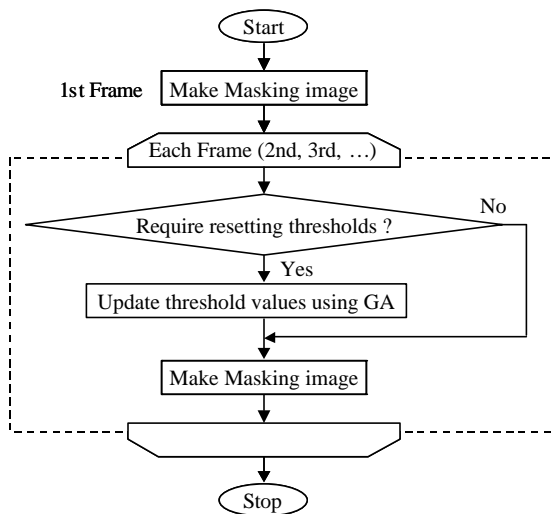 Start
1st Frame
Make Masking image
Each Frame (2nd, 3rd, …)
Require resetting thresholds ?
No
Yes
Update threshold values using GA
Make Masking image
Stop